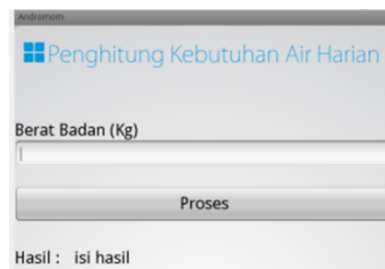 Andromom
Penghitung Kebutuhan Air Harian
Berat Badan (Kg)
Proses
Hasil : isi hasil